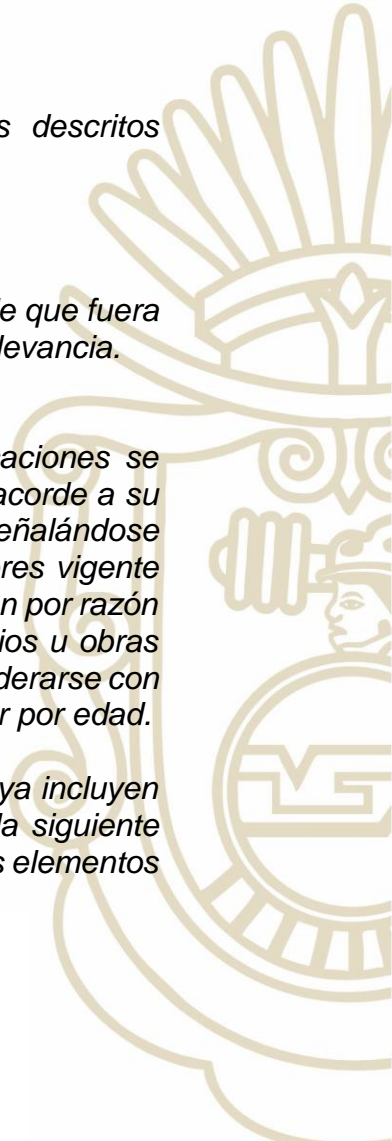 s descritos
e que fuera
levancia.
aciones se
acorde a su
eñalándose
res vigente
n por razón
ios u obras
derarse con
r por edad.
ya incluyen
la siguiente
s elementos